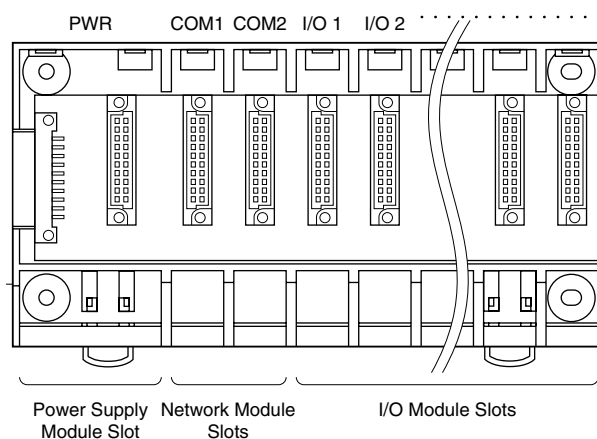 PWR COM1 COM2 I/O 1 I/O 2 . . . . . . . . . . . . . . .
Power Supply Module Slot
Network Module Slots
I/O Module Slots